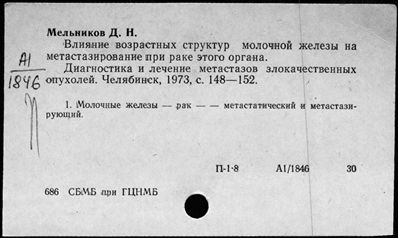 Мельников Д. Н.
Влияние возрастных структур молочной железы на
метастазирование при раке этого органа.
А1
1846
Диагностика и лечение метастазов злокачественных
опухолей. Челябинск, 1973, с. 148—152.
1. Молочные железы — рак — — метастатический и метастази-
рующий.
П-1-8 А1/1846 30
686 СБМБ при ГЦНМБ